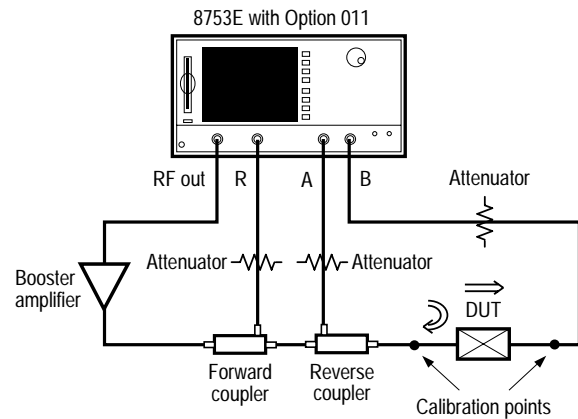 8753E with Option 011
RF out
R
A
B
Attenuator
Attenuator
Attenuator
Booster
amplifier
DUT
Forward
coupler
Reverse
coupler
Calibration points